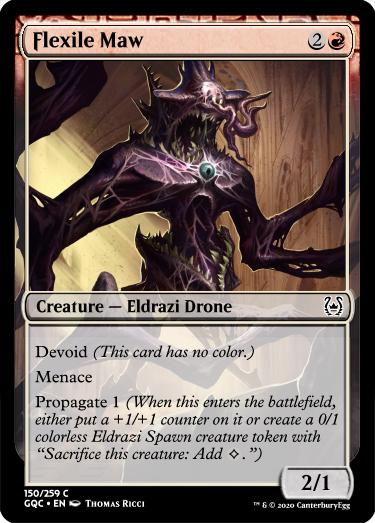 Flexile Maw 2
Creature — Eldrazi Drone
Devoid (This card has no color.)
Menace
Propagate 1 (When this enters the battlefield,
either put a +1/+1 counter on it or create a 0/1
colorless Eldrazi Spawn creature token with
“Sacrifice this creature: Add ◇.”)
2/1
150/259 C
GQC • EN Thomas Ricci
™ & © 2020 CanterburyEgg